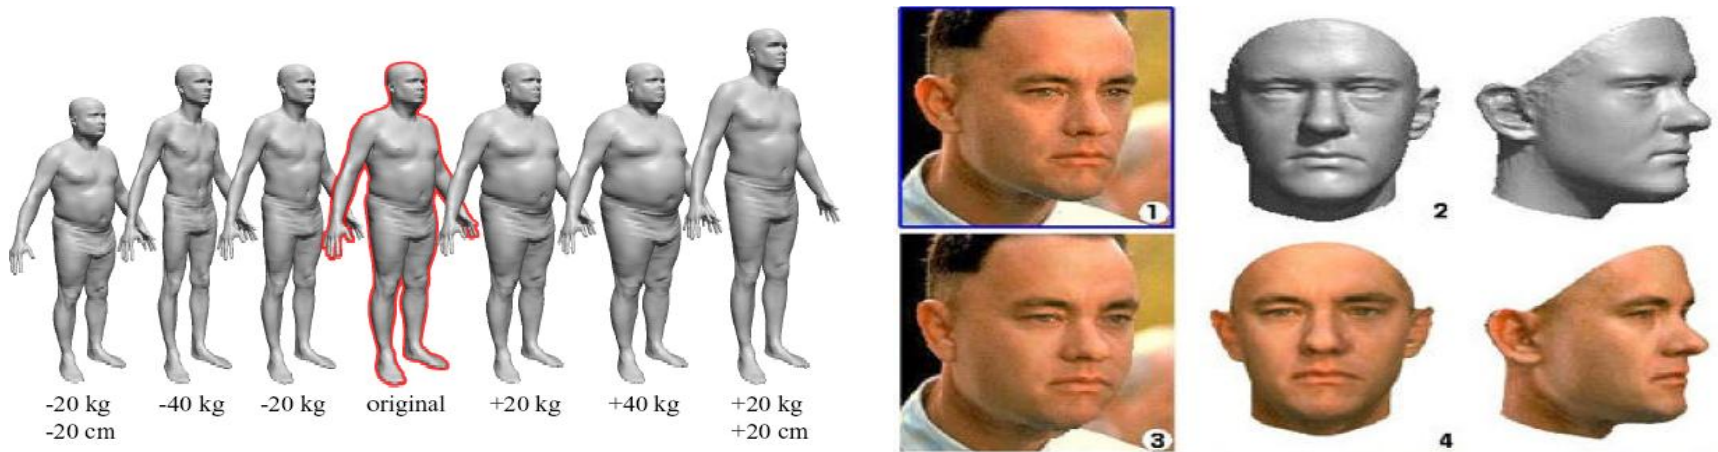 -20 kg
-20 cm
-40 kg
-20 kg
original
+20 kg
+40 kg
+20 kg
+20 cm
1
2
3
4